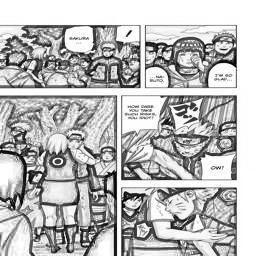 SAKURA
...
!
I'M SO
GLAD...
...NA-
RUTO.
HOW DARE
YOU TAKE
SUCH RISKS,
YOU IDIOT!
OW!